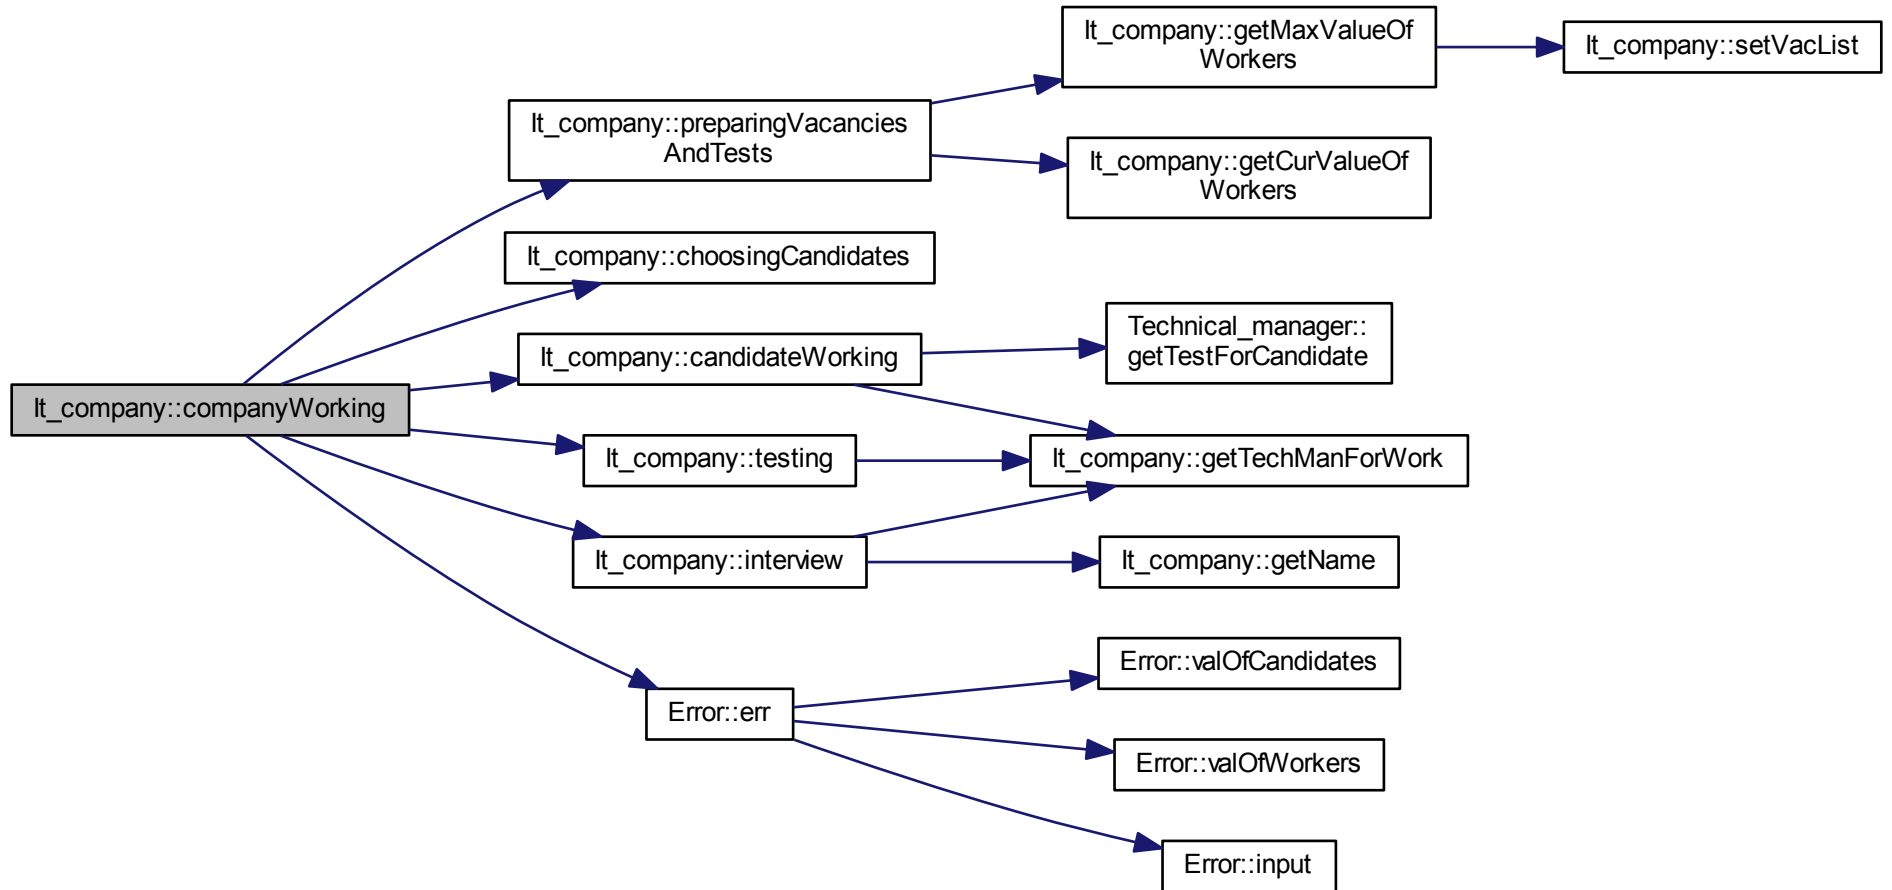 It_company::getMaxValueOf
Workers
It_company::setVacList
It_company::preparingVacancies
AndTests
It_company::getCurValueOf
Workers
It_company::choosingCandidates
Technical_manager::
getTestForCandidate
It_company::candidateWorking
It_company::companyWorking
It_company::testing
It_company::getTechManForWork
It_company::interview
It_company::getName
Error::valOfCandidates
Error::err
Error::valOfWorkers
Error::input